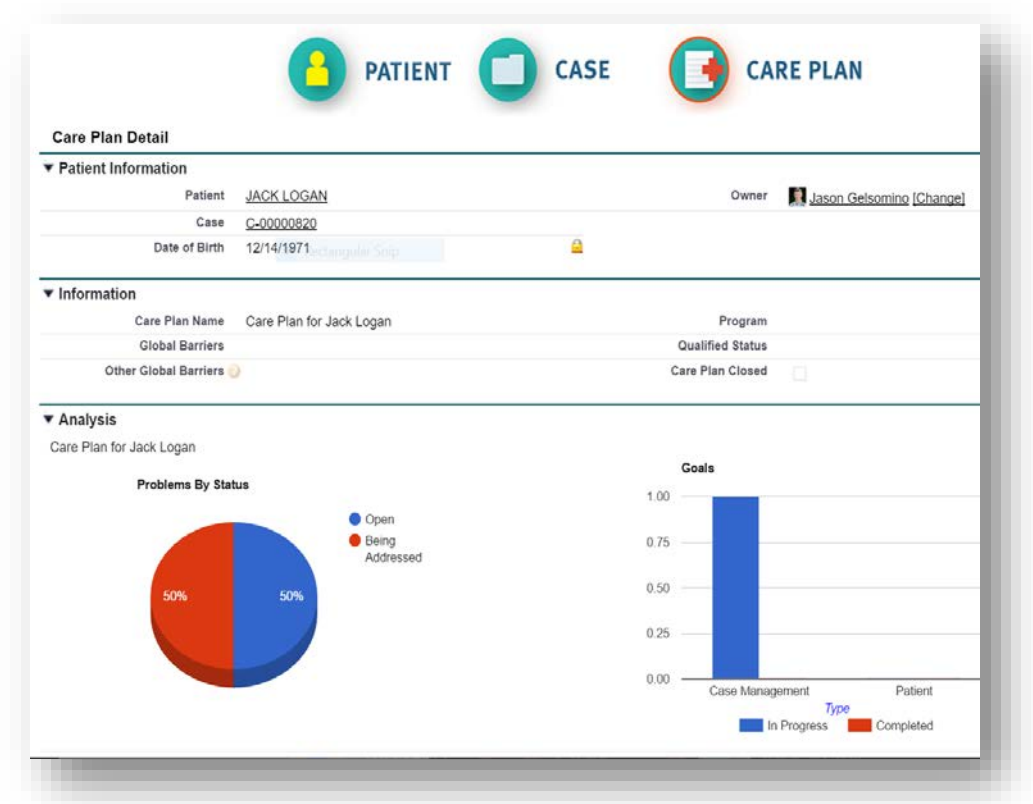 PATIENT CASE CARE PLAN
Care Plan Detail
Patient Information
Patient JACK LOGAN Owner Jason Gelsomino [Change]
Case C-00000820
Date of Birth 12/14/1971 Rectangular Snip
Information
Care Plan Name Care Plan for Jack Logan Program
Global Barriers Qualified Status
Other Global Barriers Care Plan Closed
Analysis
Care Plan for Jack Logan
Problems By Status
Open
Being
Addressed
50% 50%
Goals
1.00
0.75
0.50
0.25
0.00
Case Management Patient
Type
In Progress Completed